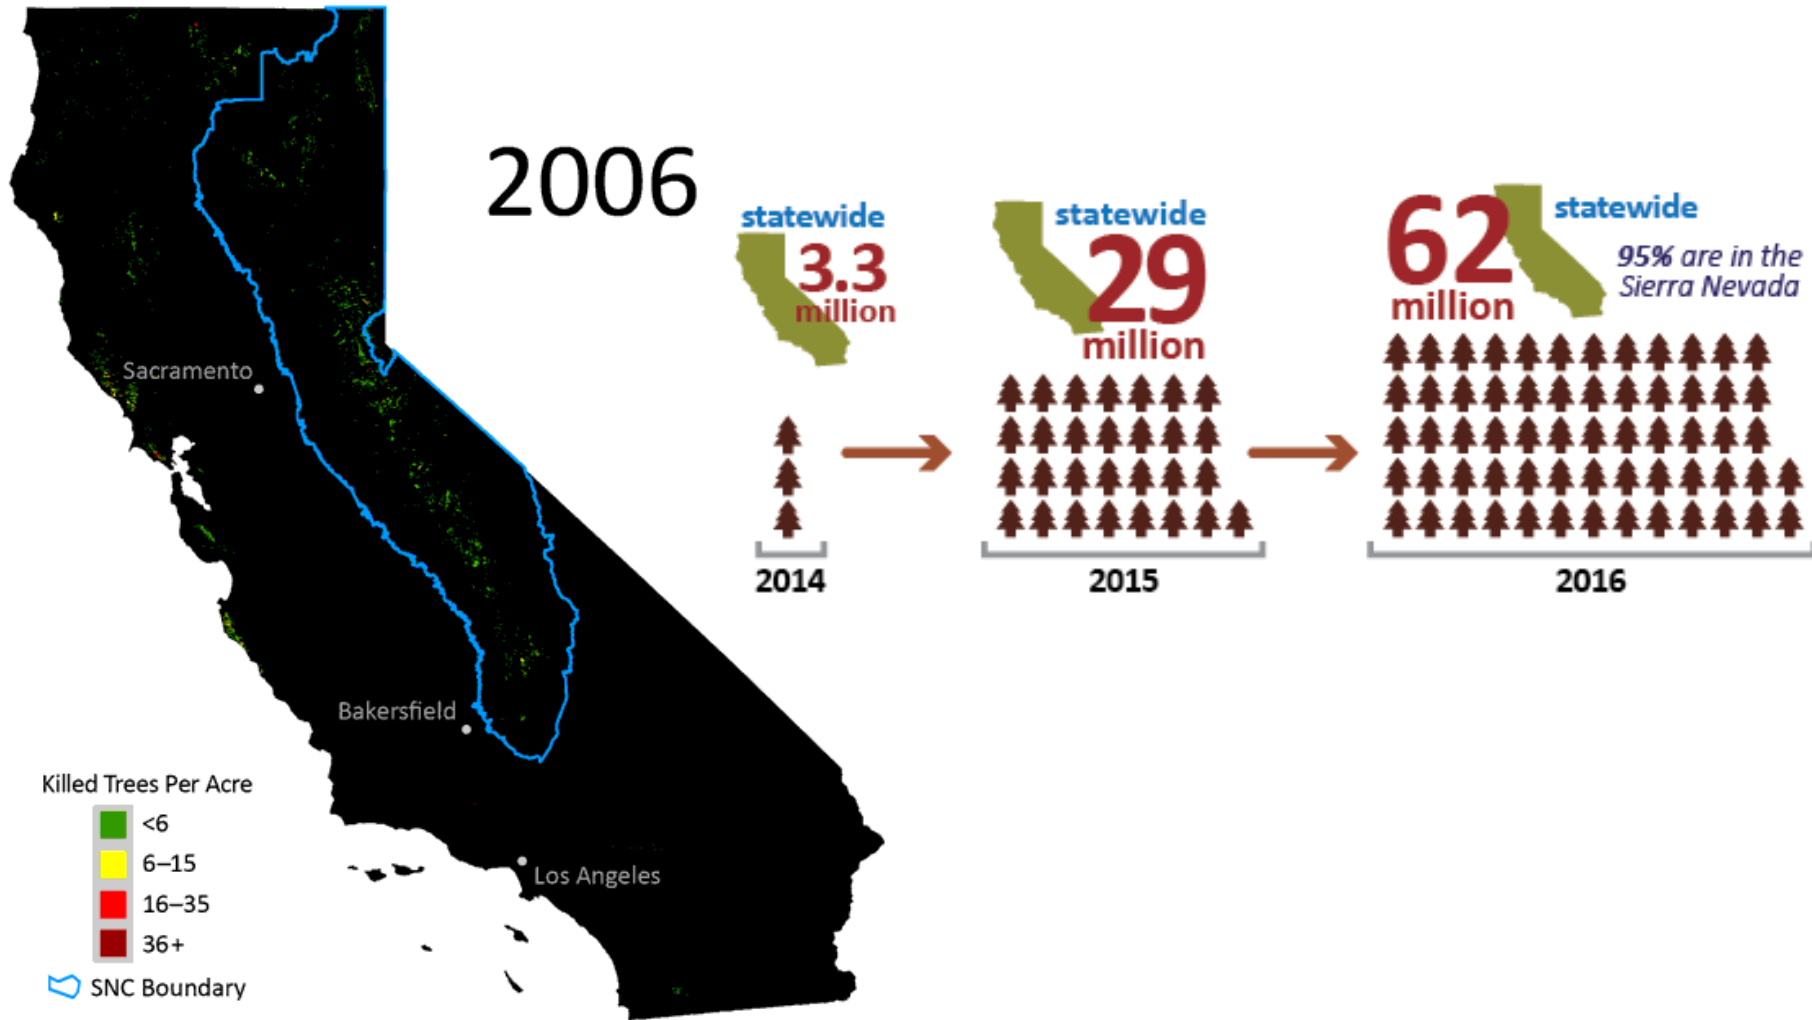 2006
Sacramento
Bakersfield
Los Angeles
Killed Trees Per Acre
<6
6–15
16–35
36+
SNC Boundary
statewide
3.3
million
2014
statewide
29
million
2015
62
million
statewide
95% are in the
Sierra Nevada
2016